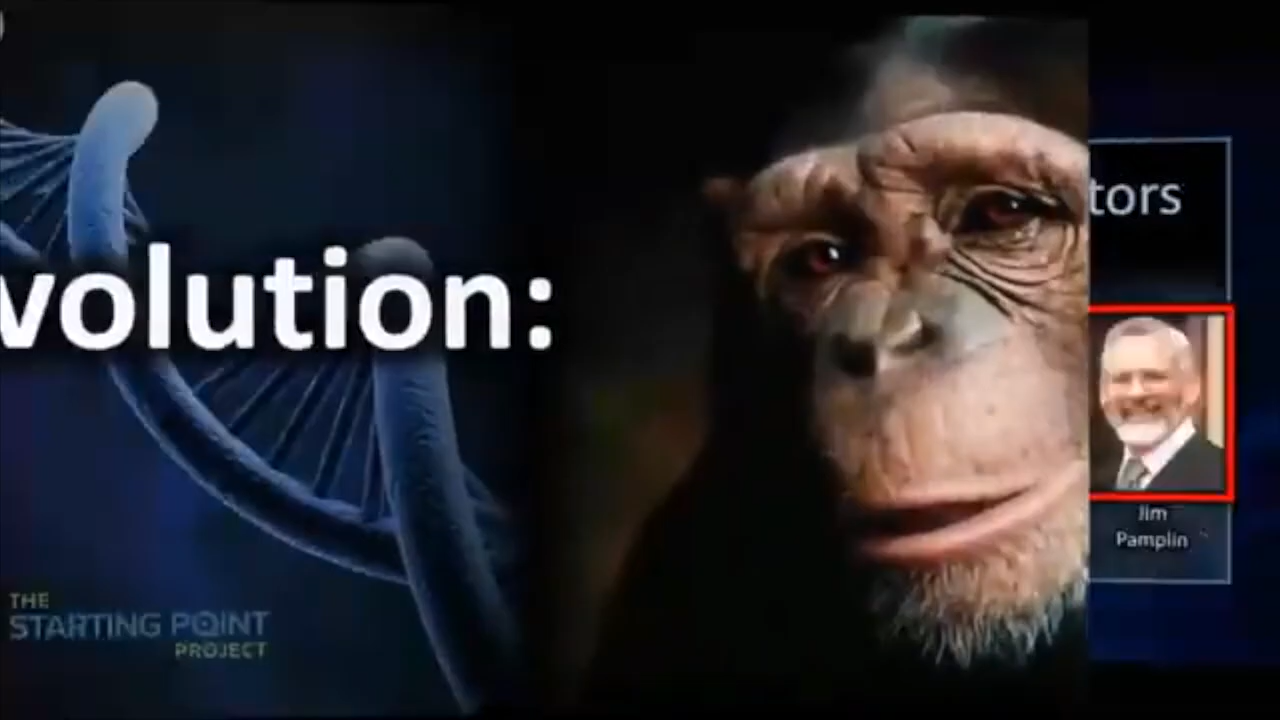 volution:
tors
Jim
Pamplin
THE
STARTING POINT
PROJECT